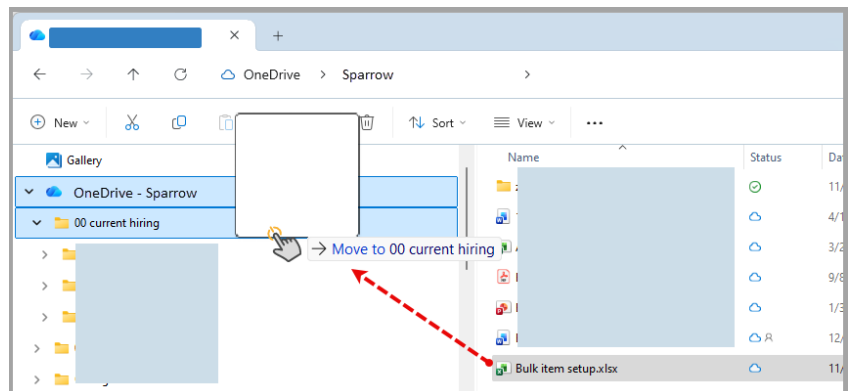 OneDrive > Sparrow >
New Sort View ...
Gallery
Name Status
OneDrive - Sparrow
11/
00 current hiring
4/1
→ Move to 00 current hiring
3/2
9/8
1/3
12/
Bulk item setup.xlsx
11/